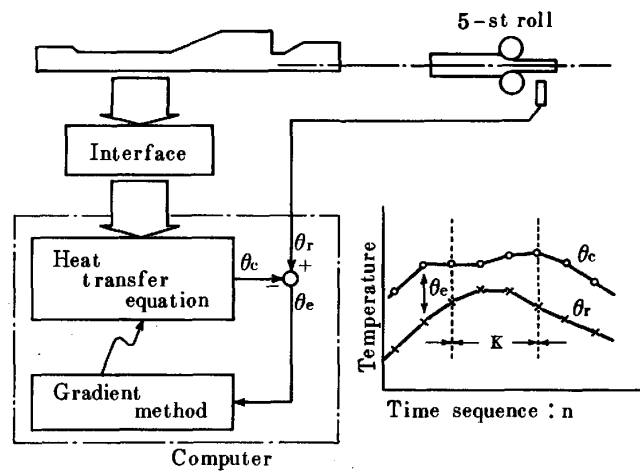 5-st roll
Interface
Heat
transfer
equation
θc
θr
+
−
θe
Gradient
method
Computer
Temperature
θe
θc
θr
K
Time sequence : n